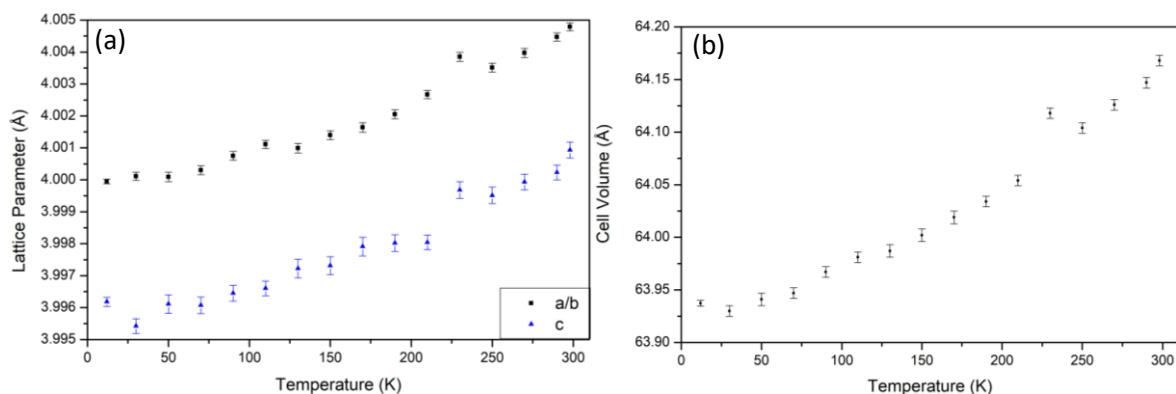 (a)
4.005
4.004
4.003
4.002
4.001
4.000
3.999
3.998
3.997
3.996
3.995
Lattice Parameter (Å)
0 50 100 150 200 250 300
Temperature (K)
a/b
c
(b)
64.20
64.15
64.10
64.05
64.00
63.95
63.90
Cell Volume (Å)
0 50 100 150 200 250 300
Temperature (K)